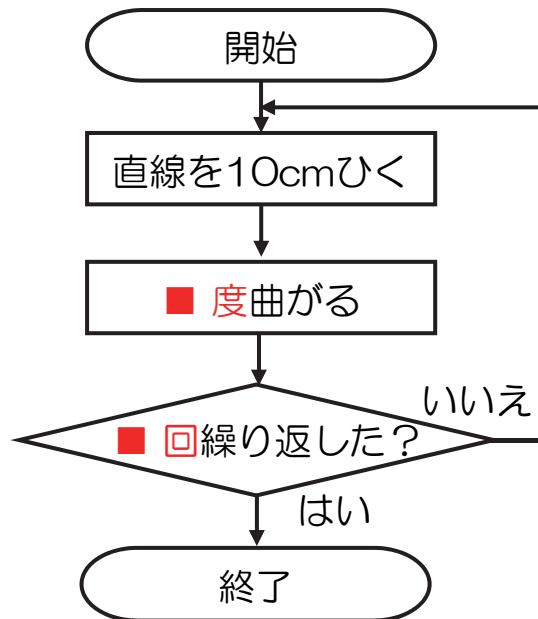 開始
直線を10cmひく
■ 度曲がる
いいえ
■ 回繰り返した？
はい
終了